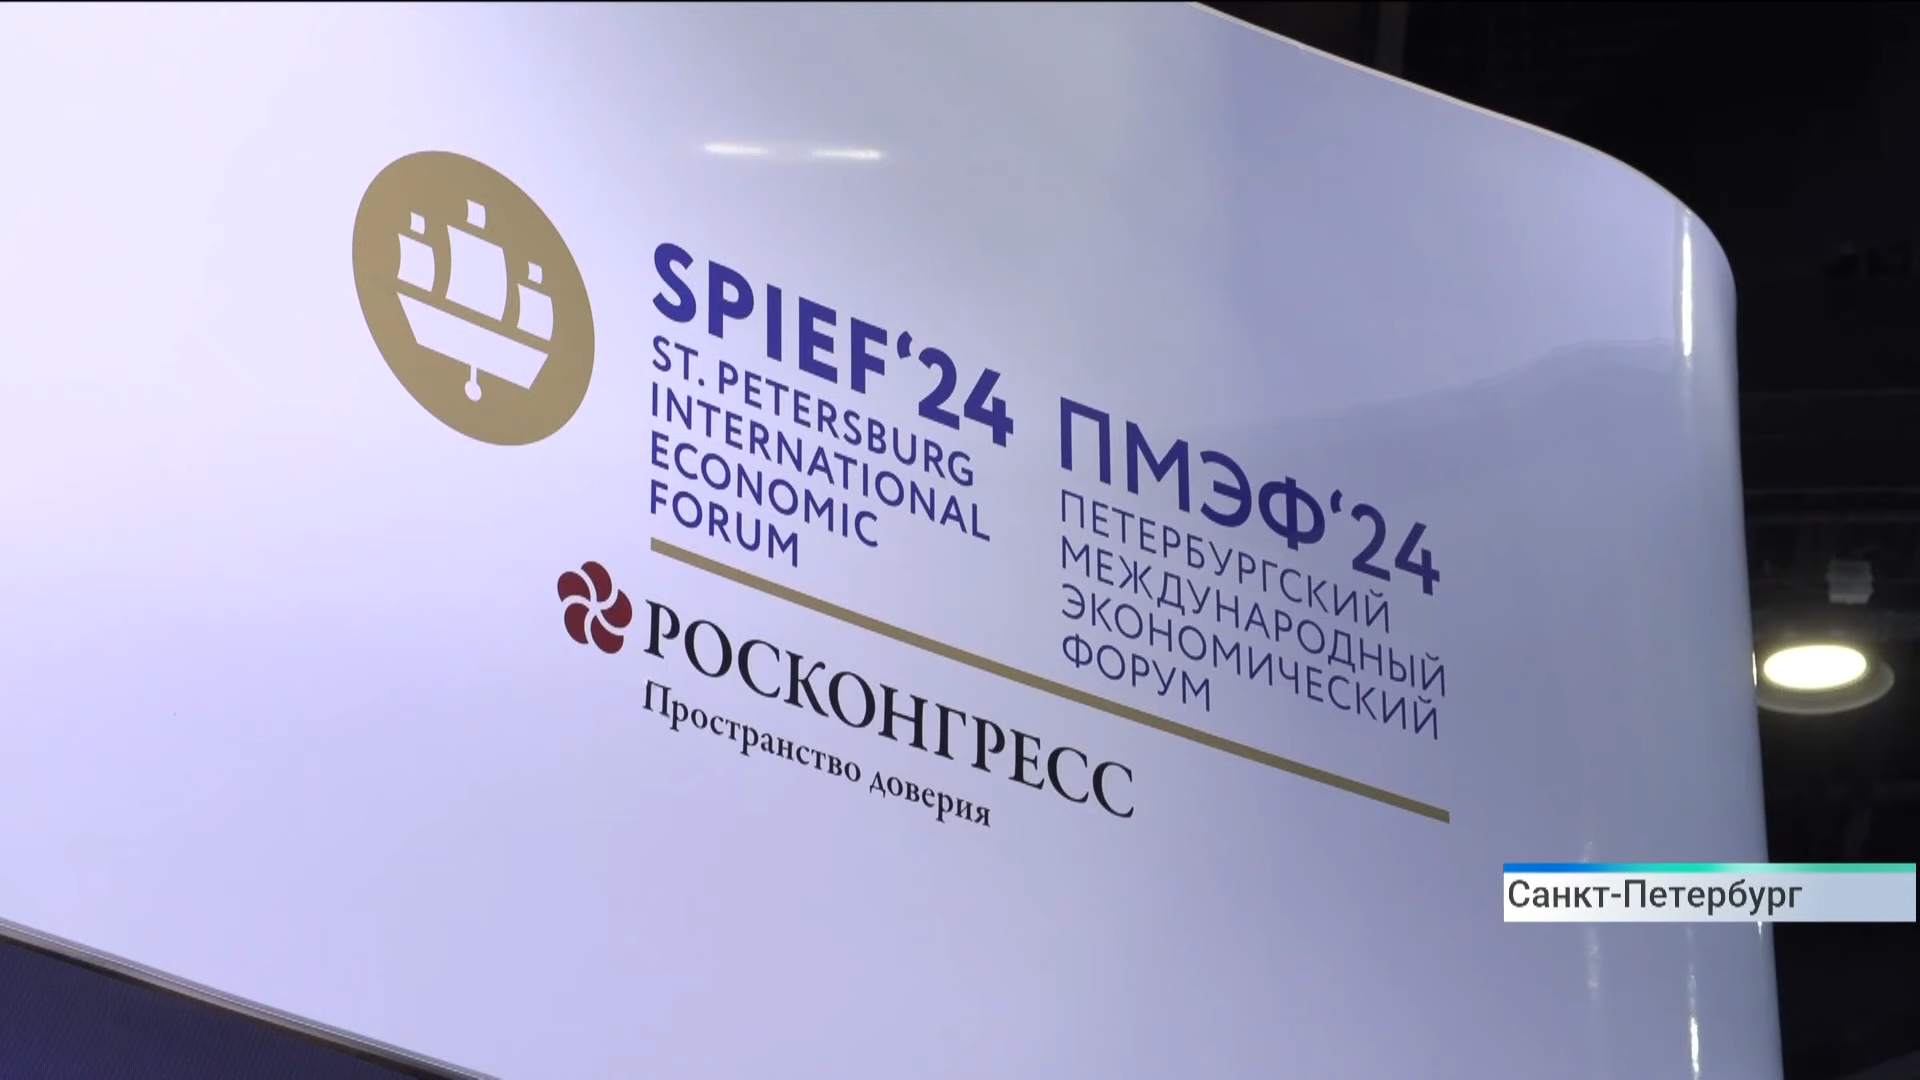 SPIEF‘24
ST. PETERSBURG
INTERNATIONAL
ECONOMIC
FORUM
ПМЭФ‘24
ПЕТЕРБУРГСКИЙ
МЕЖДУНАРОДНЫЙ
ЭКОНОМИЧЕСКИЙ
ФОРУМ
РОСКОНГРЕСС
Пространство доверия
Санкт-Петербург